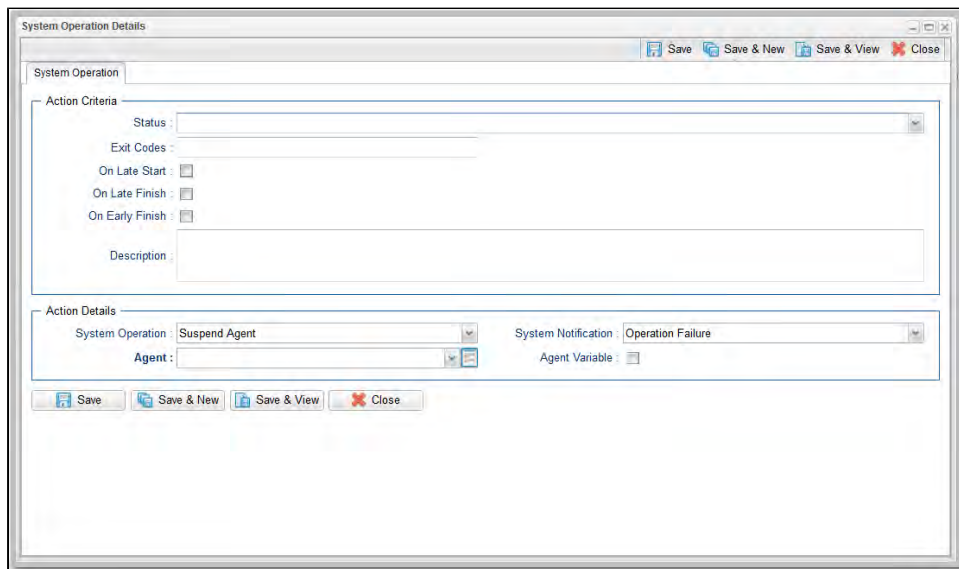 System Operation Details
Save Save & New Save & View Close
System Operation
Action Criteria
Status :
Exit Codes :
On Late Start :
On Late Finish :
On Early Finish :
Description :
Action Details
System Operation : Suspend Agent System Notification : Operation Failure
Agent : Agent Variable :
Save Save & New Save & View Close